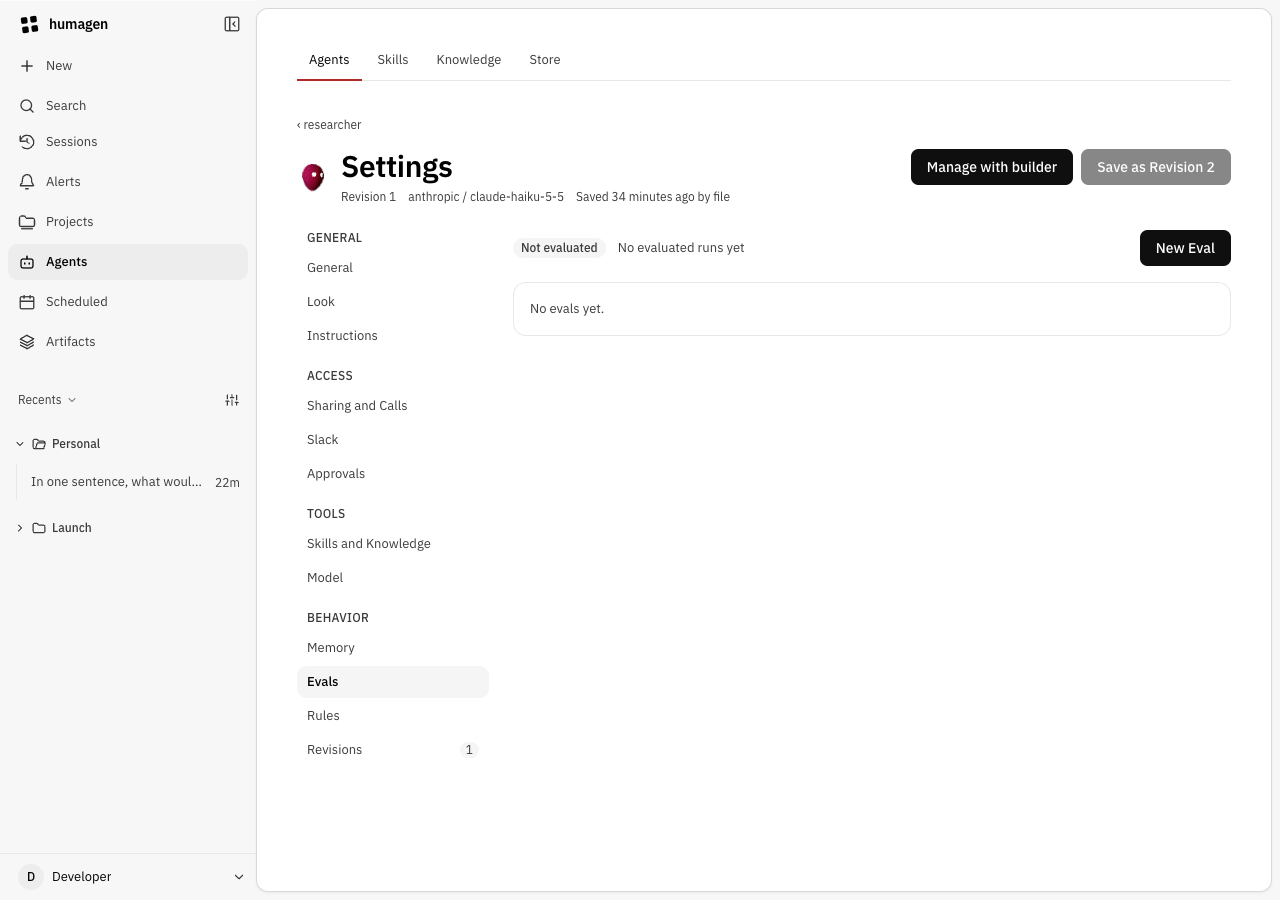 humagen
New
Search
Sessions
Alerts
Projects
Agents
Scheduled
Artifacts
Recents
Personal
In one sentence, what woul... 22m
Launch
D Developer
Agents Skills Knowledge Store
‹ researcher
Settings
Revision 1 anthropic / claude-haiku-5-5 Saved 34 minutes ago by file
Manage with builder Save as Revision 2
GENERAL
General
Look
Instructions
ACCESS
Sharing and Calls
Slack
Approvals
TOOLS
Skills and Knowledge
Model
BEHAVIOR
Memory
Evals
Rules
Revisions 1
Not evaluated No evaluated runs yet New Eval
No evals yet.